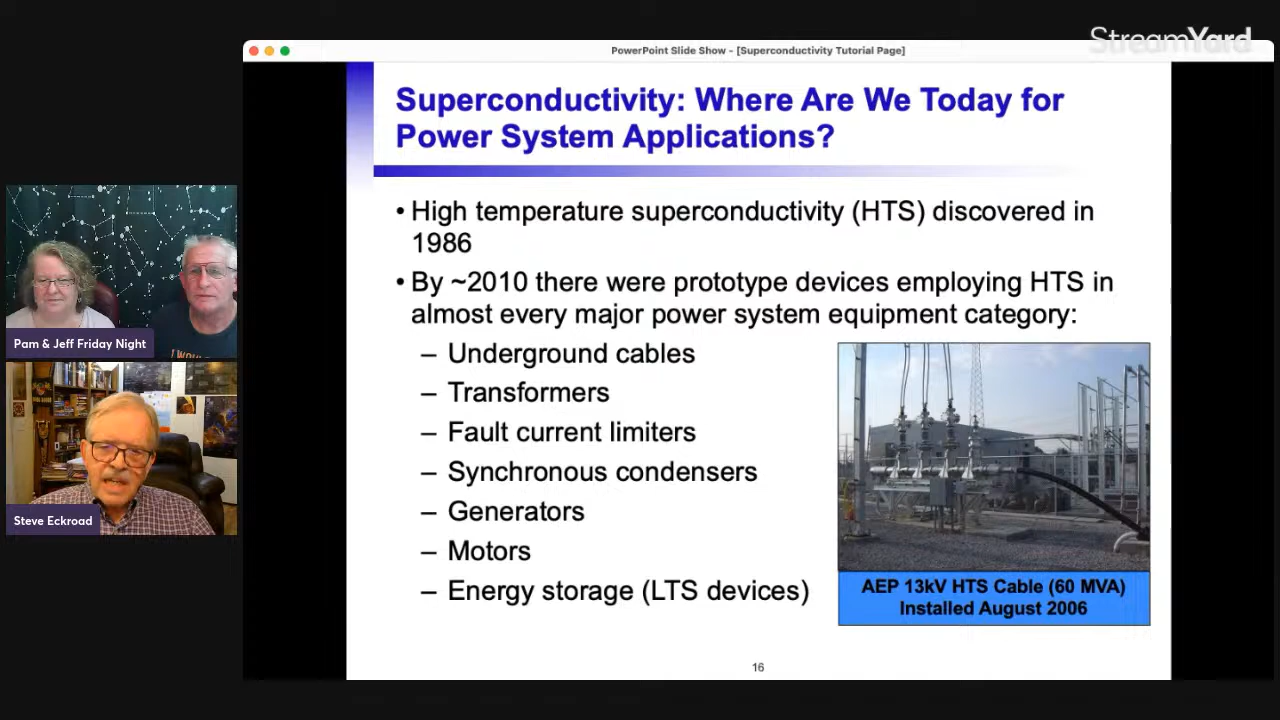 StreamYard
PowerPoint Slide Show - [Superconductivity Tutorial Page]
Superconductivity: Where Are We Today for
Power System Applications?
• High temperature superconductivity (HTS) discovered in
1986
• By ~2010 there were prototype devices employing HTS in
almost every major power system equipment category:
– Underground cables
– Transformers
– Fault current limiters
– Synchronous condensers
– Generators
– Motors
– Energy storage (LTS devices)
AEP 13kV HTS Cable (60 MVA)
Installed August 2006
16
Pam & Jeff Friday Night
Steve Eckroad